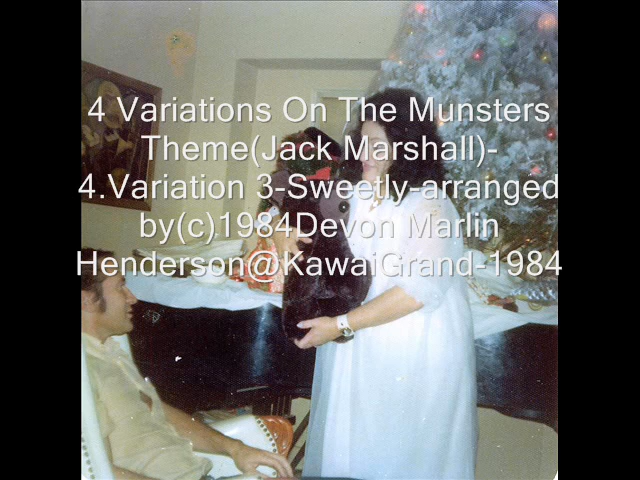 4 Variations On The Munsters
Theme(Jack Marshall)-
4.Variation 3-Sweetly-arranged
by(c)1984Devon Marlin
Henderson@KawaiGrand-1984